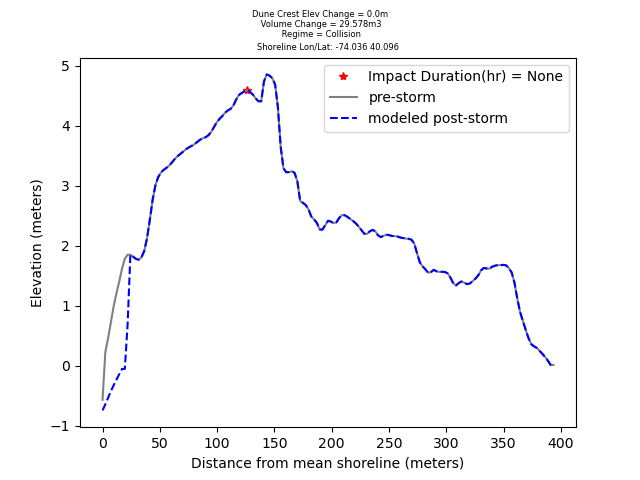 Dune Crest Elev Change = 0.0m
Volume Change = 29.578m3
Regime = Collision
Shoreline Lon/Lat: -74.036 40.096
Impact Duration(hr) = None
pre-storm
modeled post-storm
Elevation (meters)
5
4
3
2
1
0
−1
0 50 100 150 200 250 300 350 400
Distance from mean shoreline (meters)